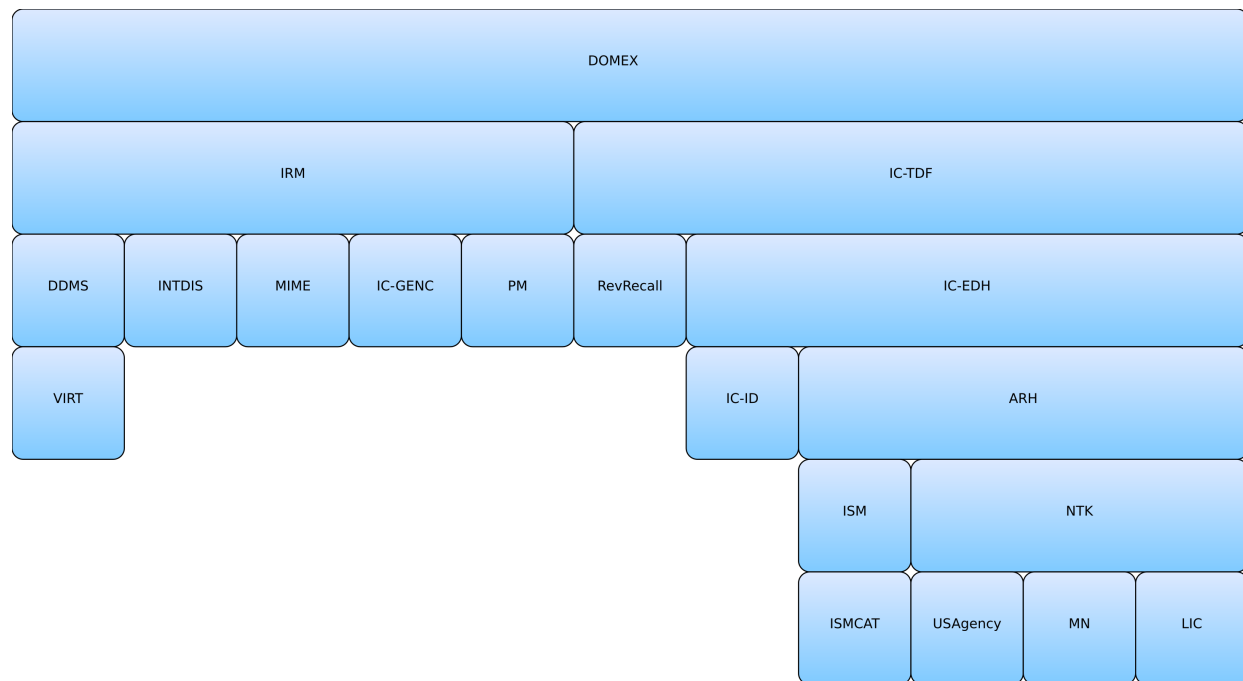 DOMEX
IRM
IC-TDF
DDMS
INTDIS
MIME
IC-GENC
PM
RevRecall
IC-EDH
VIRT
IC-ID
ARH
ISM
NTK
ISMCAT
USAgency
MN
LIC